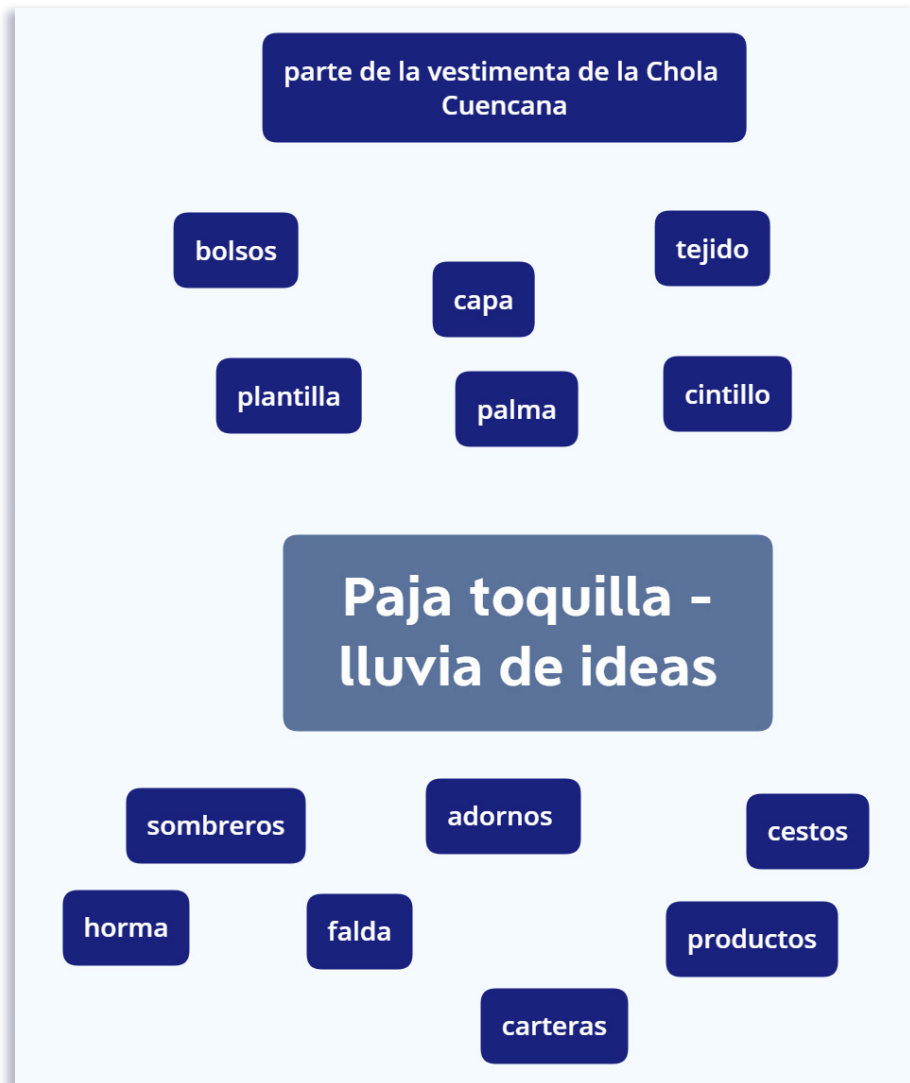 parte de la vestimenta de la Chola
Cuencana
bolsos
tejido
capa
plantilla
palma
cintillo
Paja toquilla -
lluvia de ideas
sombreros
adornos
cestos
horma
falda
productos
carteras